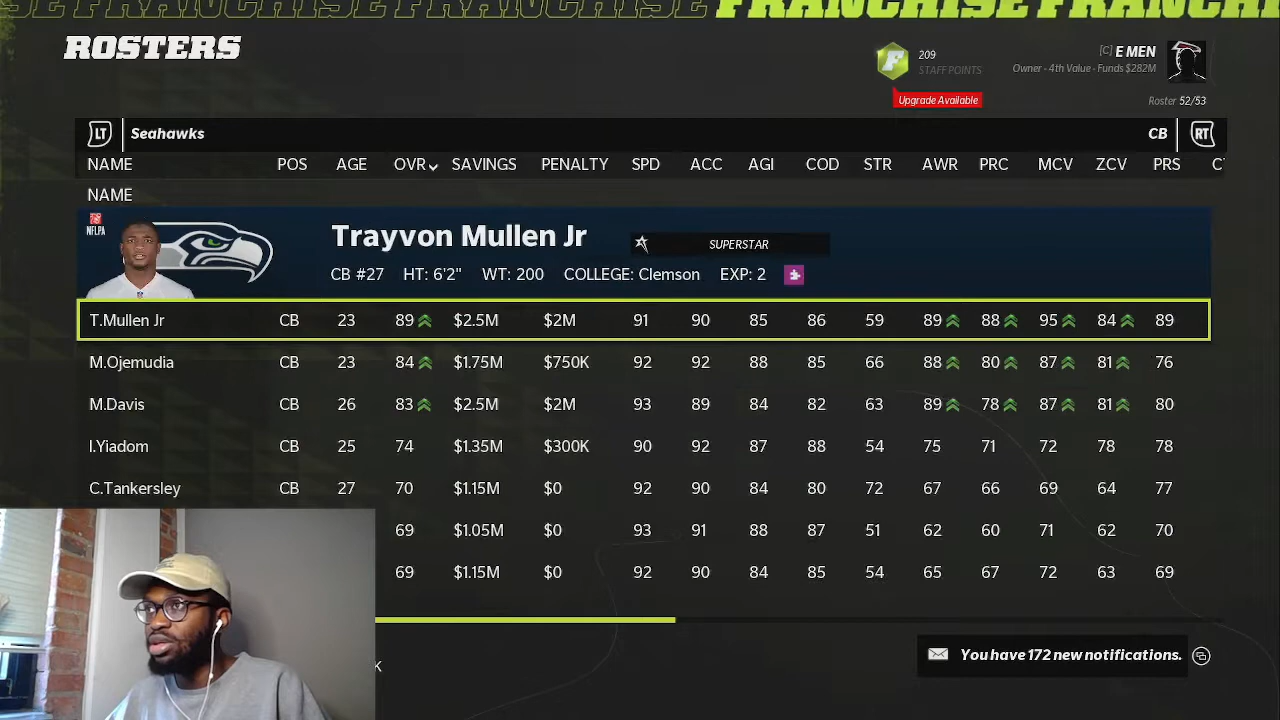 FRANCHISE FRANCHISE FRANCHISE FRANCHISE
ROSTERS
209
STAFF POINTS
Upgrade Available
[C] E MEN
Owner - 4th Value - Funds $282M
Roster 52/53
LT Seahawks CB RT
NAME POS AGE OVR SAVINGS PENALTY SPD ACC AGI COD STR AWR PRC MCV ZCV PRS
NAME
NFLPA
Trayvon Mullen Jr SUPERSTAR
CB #27 HT: 6'2" WT: 200 COLLEGE: Clemson EXP: 2
T.Mullen Jr CB 23 89 $2.5M $2M 91 90 85 86 59 89 88 95 84 89
M.Ojemudia CB 23 84 $1.75M $750K 92 92 88 85 66 88 80 87 81 76
M.Davis CB 26 83 $2.5M $2M 93 89 84 82 63 89 78 87 81 80
I.Yiadom CB 25 74 $1.35M $300K 90 92 87 88 54 75 71 72 78 78
C.Tankersley CB 27 70 $1.15M $0 92 90 84 80 72 67 66 69 64 77
69 $1.05M $0 93 91 88 87 51 62 60 71 62 70
69 $1.15M $0 92 90 84 85 54 65 67 72 63 69
K
You have 172 new notifications.